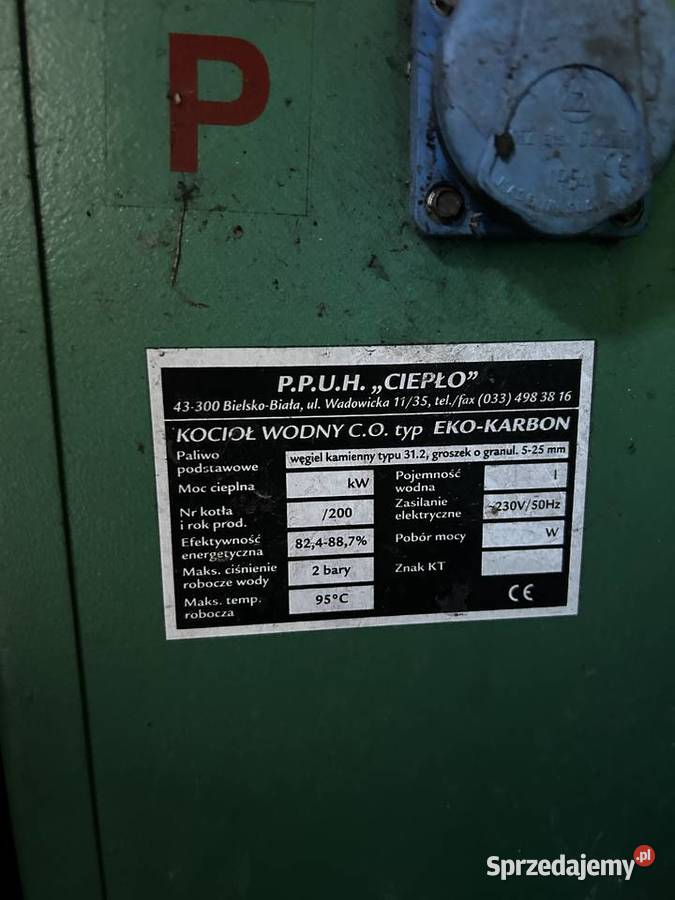 P
CE
P.P.U.H. „CIEPŁO”
43-300 Bielsko-Biała, ul. Wadowicka 11/35, tel./fax (033) 498 38 16
KOCIOŁ WODNY C.O. typ EKO-KARBON
Paliwo podstawowe węgiel kamienny typu 31.2, groszek o granul. 5-25 mm
Moc cieplna kW
Pojemność wodna l
Nr kotła i rok prod. /200
Zasilanie elektryczne ~230V/50Hz
Efektywność energetyczna 82,4-88,7%
Pobór mocy W
Maks. ciśnienie robocze wody 2 bary
Znak KT
Maks. temp. robocza 95°C
CE
Sprzedajemy.pl